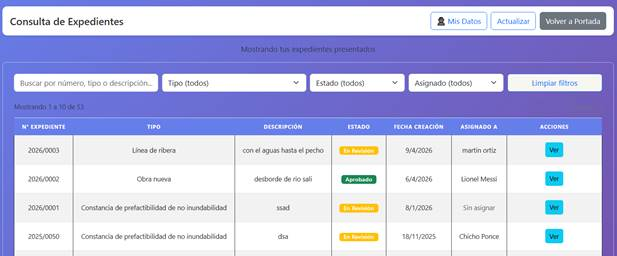 Consulta de Expedientes Mis Datos Actualizar Volver a Portada
Mostrando tus expedientes presentados
Buscar por número, tipo o descripción... Tipo (todos) Estado (todos) Asignado (todos) Limpiar filtros
Mostrando 1 a 10 de 53
N° EXPEDIENTE TIPO DESCRIPCIÓN ESTADO FECHA CREACIÓN ASIGNADO A ACCIONES
2026/0003 Línea de ribera con el aguas hasta el pecho En Revisión 9/4/2026 martin ortiz Ver
2026/0002 Obra nueva desborde de rio sali Aprobado 6/4/2026 Lionel Messi Ver
2026/0001 Constancia de prefactibilidad de no inundabilidad ssad En Revisión 8/1/2026 Sin asignar Ver
2025/0050 Constancia de prefactibilidad de no inundabilidad dsa En Revisión 18/11/2025 Chicho Ponce Ver